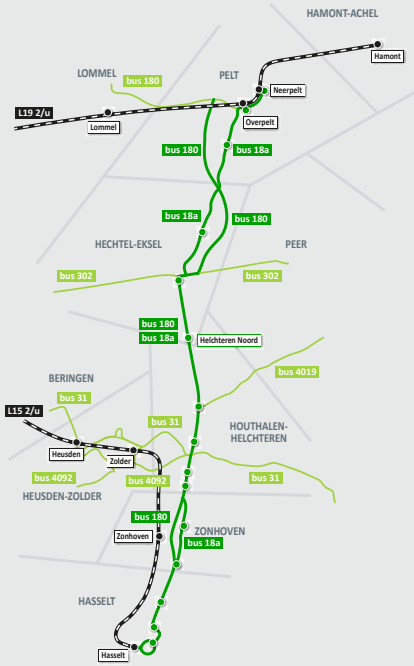 HAMONT-ACHEL
Hamont
LOMMEL
bus 180
PELT
Neerpelt
L19 2/u
Lommel
Overpelt
bus 180
bus 18a
bus 18a
bus 180
HECHTEL-EKSEL
PEER
bus 302
bus 302
bus 180
bus 18a
Helchteren Noord
bus 4019
BERINGEN
bus 31
L15 2/u
bus 31
HOUTHALEN-
HELCHTEREN
Heusden
Zolder
bus 4092
bus 4092
bus 31
HEUSDEN-ZOLDER
bus 180
Zonhoven
ZONHOVEN
bus 18a
HASSELT
Hasselt